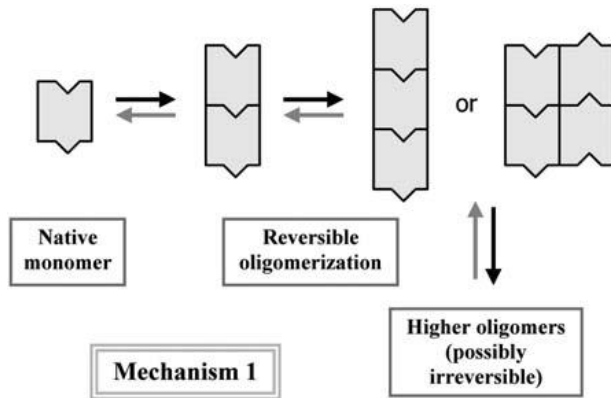 or
Native
monomer
Reversible
oligomerization
Higher oligomers
(possibly
irreversible)
Mechanism 1